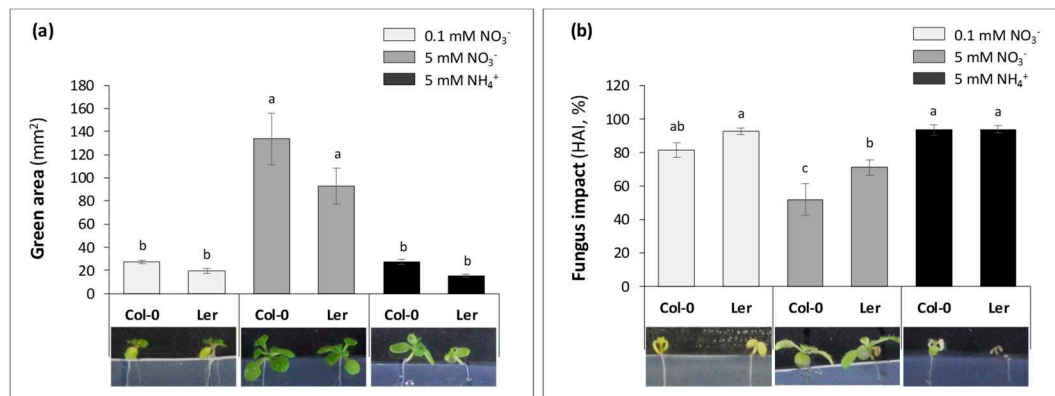 (a)
0.1 mM NO₃⁻
5 mM NO₃⁻
5 mM NH₄⁺
Green area (mm²)
180
160
140
120
100
80
60
40
20
0
b
b
a
a
b
b
Col-0 Ler Col-0 Ler Col-0 Ler
(b)
0.1 mM NO₃⁻
5 mM NO₃⁻
5 mM NH₄⁺
Fungus impact (HAI, %)
120
100
80
60
40
20
0
ab
a
c
b
a
a
Col-0 Ler Col-0 Ler Col-0 Ler